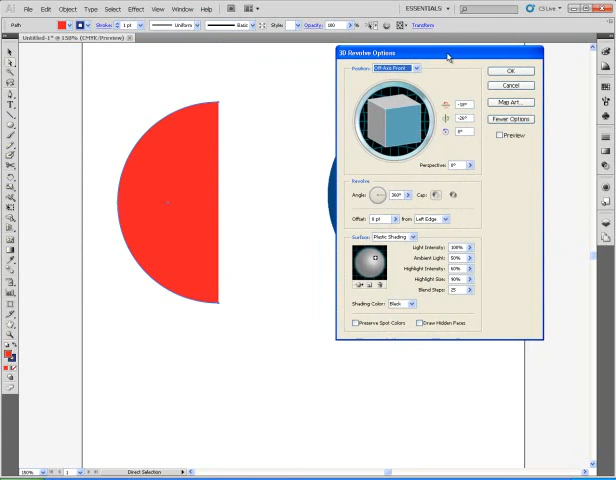 Ai File Edit Object Type Select Effect View Window Help ESSENTIALS CS Live
Path Stroke: 1 pt Uniform Basic Style: Opacity: 100 % Transform
Untitled-1* @ 150% (CMYK/Preview)
3D Revolve Options
Position: Off-Axis Front
OK
Cancel
Map Art...
Fewer Options
Preview
-18°
-26°
8°
Perspective: 0°
Revolve
Angle: 360° Cap:
Offset: 0 pt from Left Edge
Surface: Plastic Shading
Light Intensity: 100%
Ambient Light: 50%
Highlight Intensity: 60%
Highlight Size: 90%
Blend Steps: 25
Shading Color: Black
Preserve Spot Colors Draw Hidden Faces
150% 1 Direct Selection